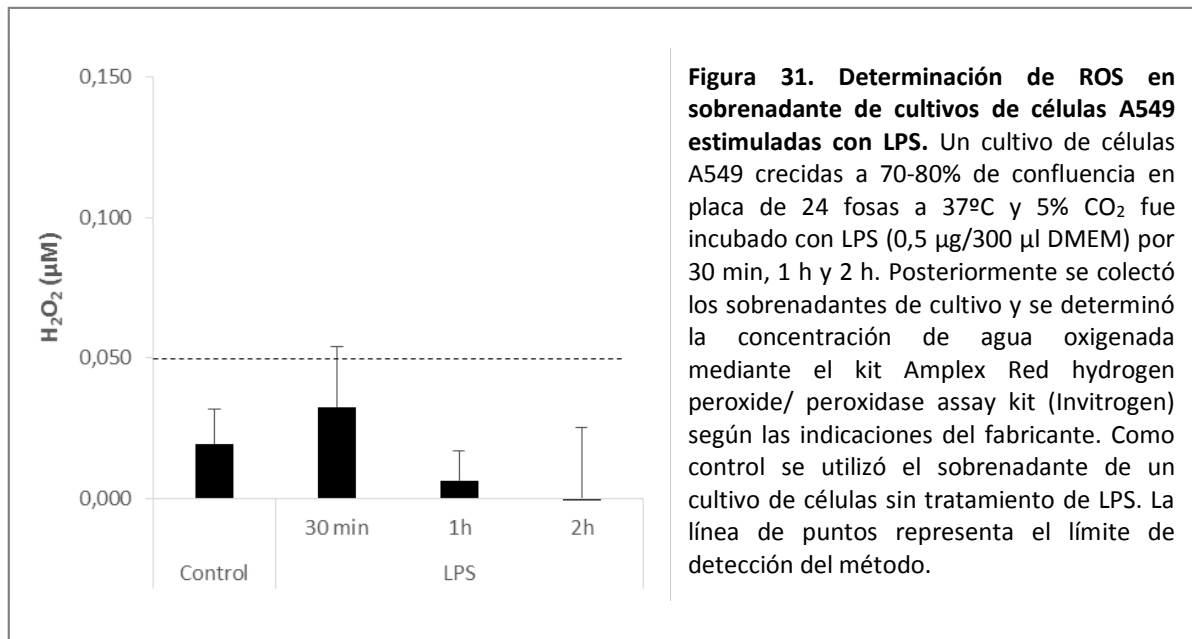 0,150
0,100
0,050
0,000
H₂O₂ (µM)
30 min
1h
2h
Control
LPS
Figura 31. Determinación de ROS en
sobrenadante de cultivos de células A549
estimuladas con LPS. Un cultivo de células
A549 crecidas a 70-80% de confluencia en
placa de 24 fosas a 37ºC y 5% CO₂ fue
incubado con LPS (0,5 µg/300 µl DMEM) por
30 min, 1 h y 2 h. Posteriormente se colectó
los sobrenadantes de cultivo y se determinó
la concentración de agua oxigenada
mediante el kit Amplex Red hydrogen
peroxide/ peroxidase assay kit (Invitrogen)
según las indicaciones del fabricante. Como
control se utilizó el sobrenadante de un
cultivo de células sin tratamiento de LPS. La
línea de puntos representa el límite de
detección del método.